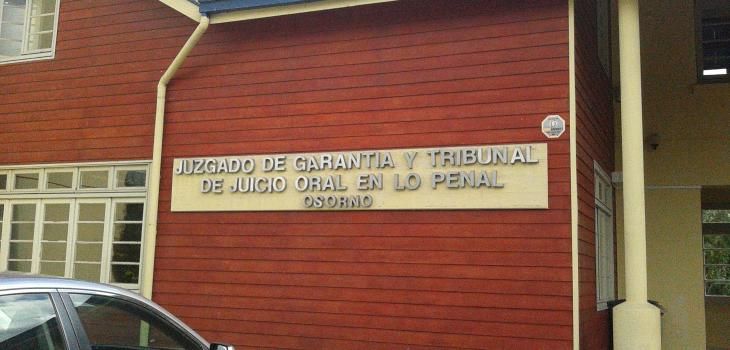 JUZGADO DE GARANTIA Y TRIBUNAL
DE JUICIO ORAL EN LO PENAL
OSORNO